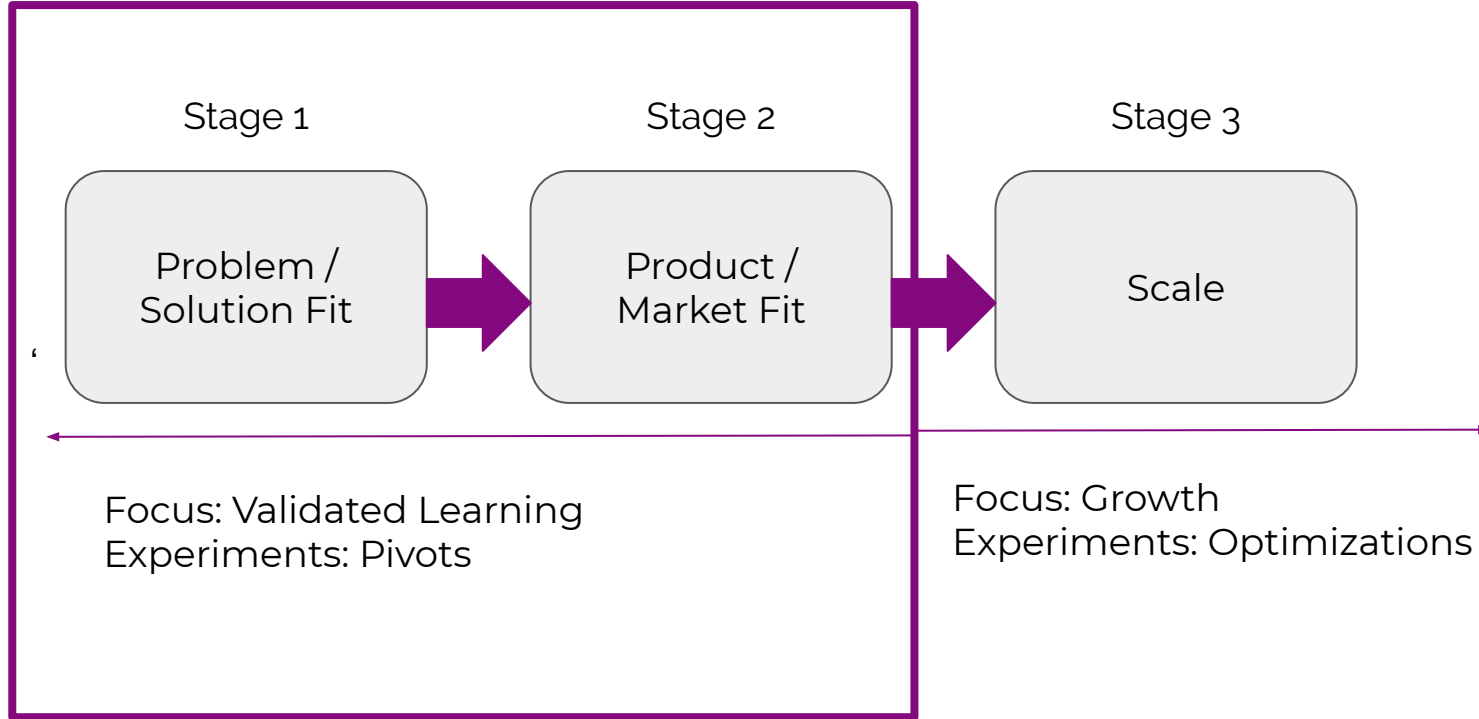 Stage 1
Stage 2
Stage 3
Problem /
Solution Fit
Product /
Market Fit
Scale
‘
Focus: Validated Learning
Experiments: Pivots
Focus: Growth
Experiments: Optimizations